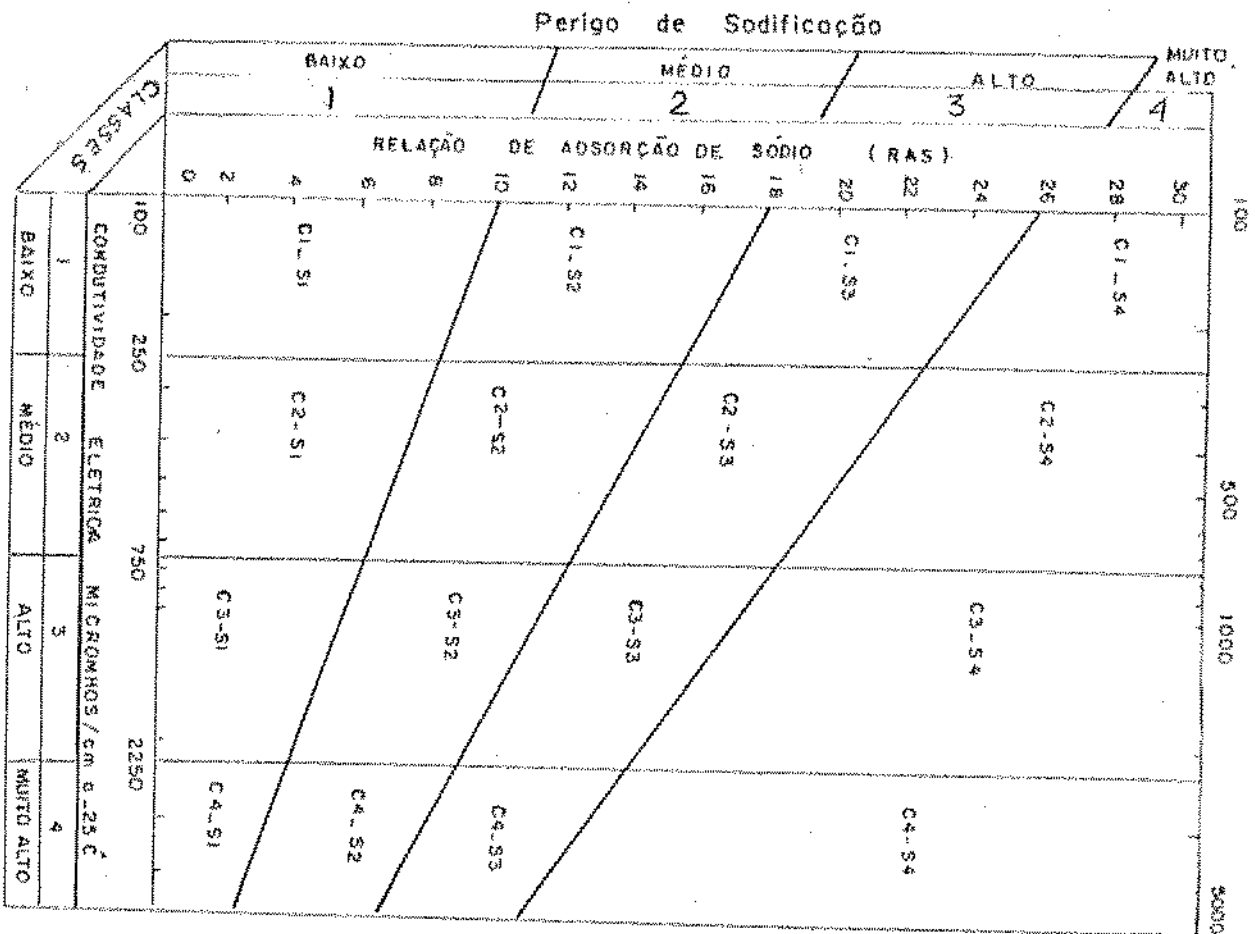 Perigo de Sodificação
BAIXO
MÉDIO
ALTO
MUITO ALTO
1
2
3
4
CLASSES
RELAÇÃO DE ADSORÇÃO DE SÓDIO (RAS)
0 2 4 6 8 10 12 14 16 18 20 22 24 26 28 30
100 250 750 2250
100 500 1000 5000
C1-S1
C1-S2
C1-S3
C1-S4
C2-S1
C2-S2
C2-S3
C2-S4
C3-S1
C3-S2
C3-S3
C3-S4
C4-S1
C4-S2
C4-S3
C4-S4
CONDUTIVIDADE ELETRICA MICROMHOS/cm a 25 C
1 2 3 4
BAIXO MÉDIO ALTO MUITO ALTO